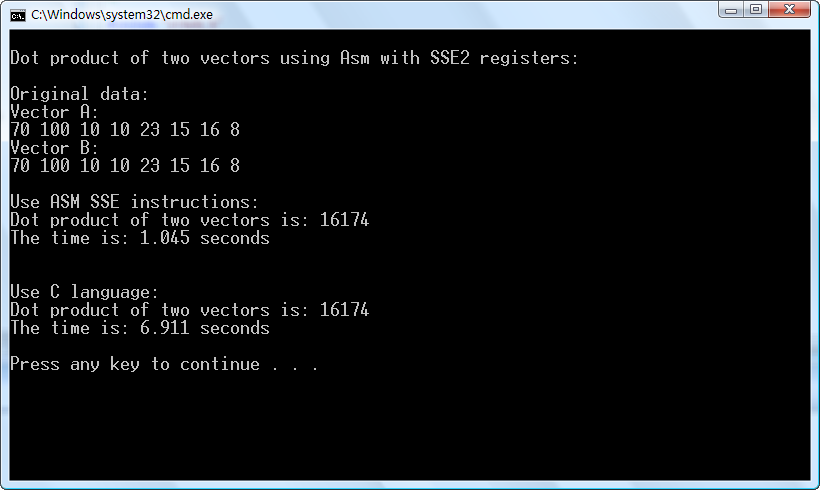 C:\Windows\system32\cmd.exe
Dot product of two vectors using Asm with SSE2 registers:
Original data:
Vector A:
70 100 10 10 23 15 16 8
Vector B:
70 100 10 10 23 15 16 8
Use ASM SSE instructions:
Dot product of two vectors is: 16174
The time is: 1.045 seconds
Use C language:
Dot product of two vectors is: 16174
The time is: 6.911 seconds
Press any key to continue . . .